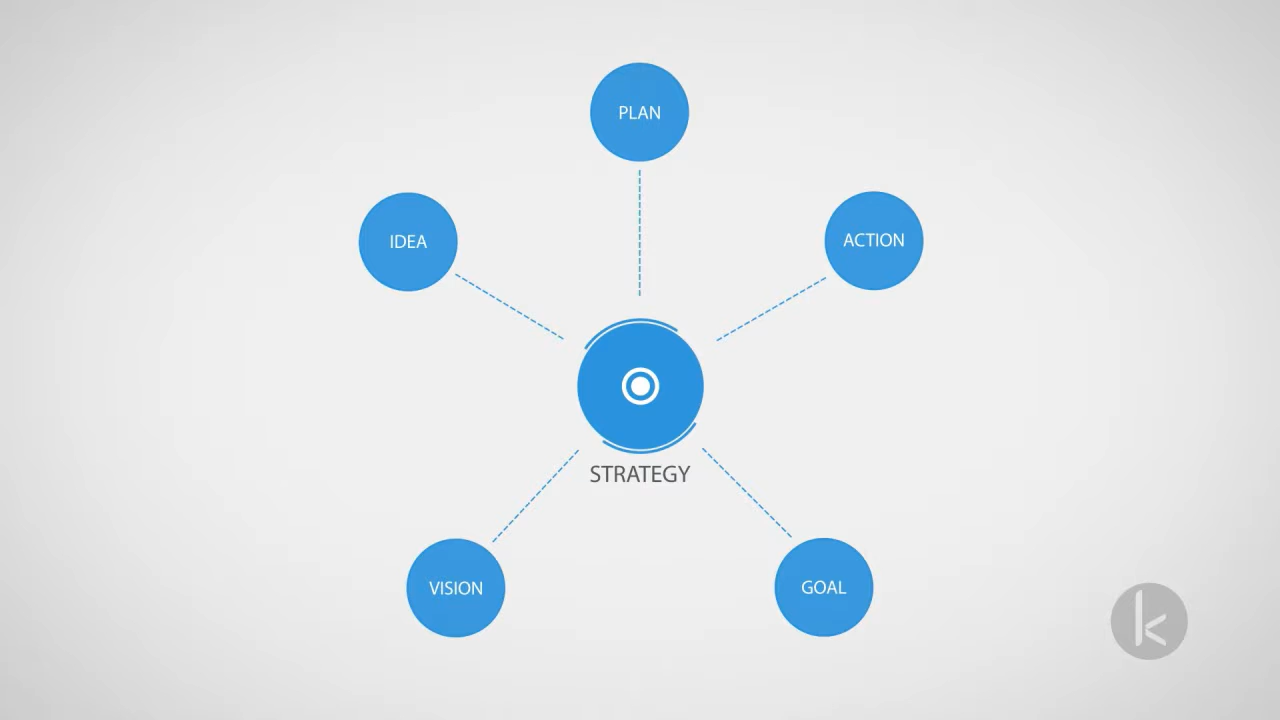 PLAN
IDEA
ACTION
STRATEGY
VISION
GOAL
k